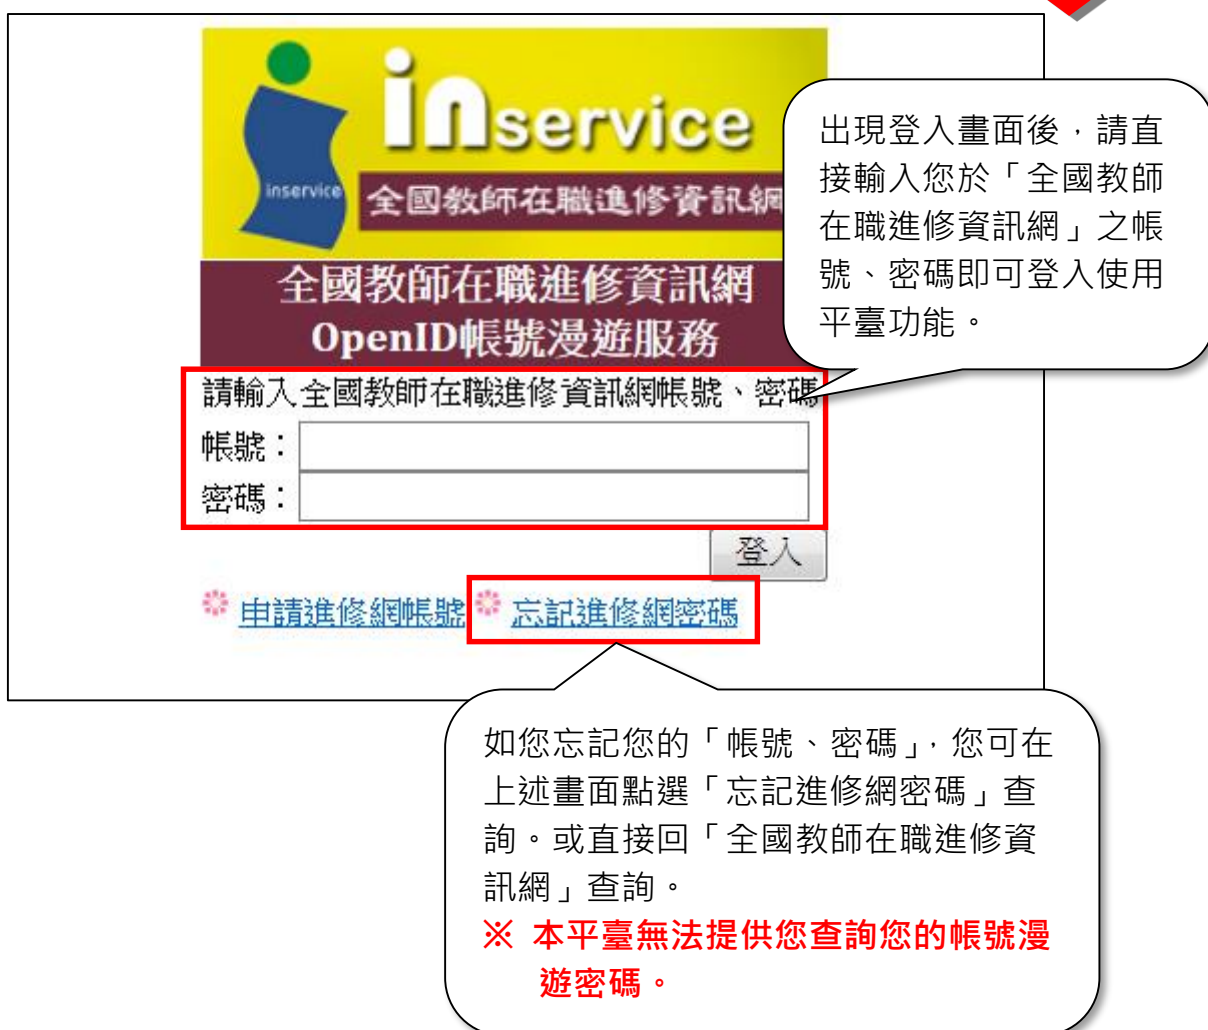 inservice
inservice
全國教師在職進修資訊網
全國教師在職進修資訊網
OpenID帳號漫遊服務
請輸入全國教師在職進修資訊網帳號、密碼
帳號：
密碼：
登入
申請進修網帳號 忘記進修網密碼
出現登入畫面後，請直
接輸入您於「全國教師
在職進修資訊網」之帳
號、密碼即可登入使用
平臺功能。
如您忘記您的「帳號、密碼」，您可在
上述畫面點選「忘記進修網密碼」查
詢。或直接回「全國教師在職進修資
訊網」查詢。
※ 本平臺無法提供您查詢您的帳號漫
遊密碼。